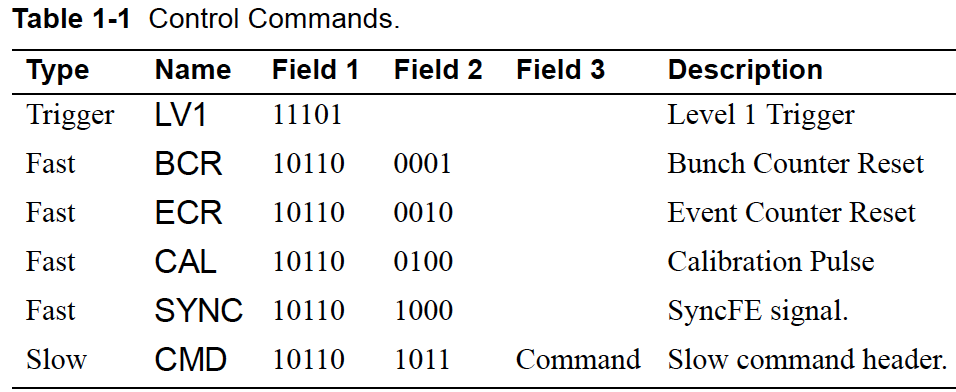 Table 1-1 Control Commands.
Type Name Field 1 Field 2 Field 3 Description
Trigger LV1 11101 Level 1 Trigger
Fast BCR 10110 0001 Bunch Counter Reset
Fast ECR 10110 0010 Event Counter Reset
Fast CAL 10110 0100 Calibration Pulse
Fast SYNC 10110 1000 SyncFE signal.
Slow CMD 10110 1011 Command Slow command header.